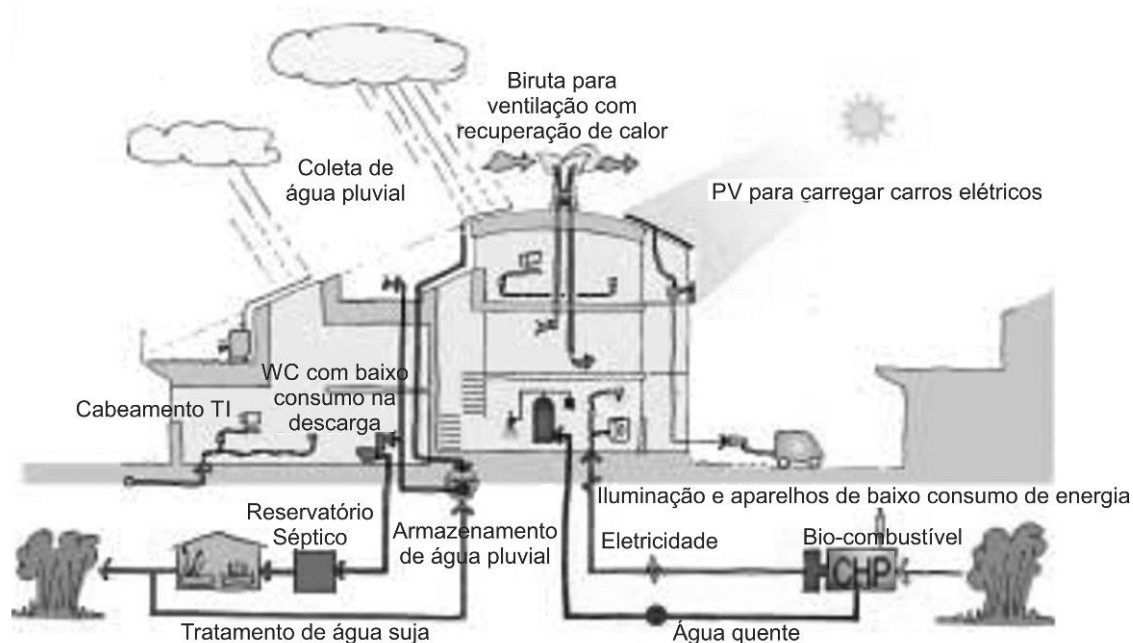 Biruta para
ventilação com
recuperação de calor
Coleta de
água pluvial
PV para carregar carros elétricos
WC com baixo
consumo na
descarga
Cabeamento TI
Iluminação e aparelhos de baixo consumo de energia
Reservatório
Séptico
Armazenamento
de água pluvial
Eletricidade
Bio-combustível
CHP
Tratamento de água suja
Água quente